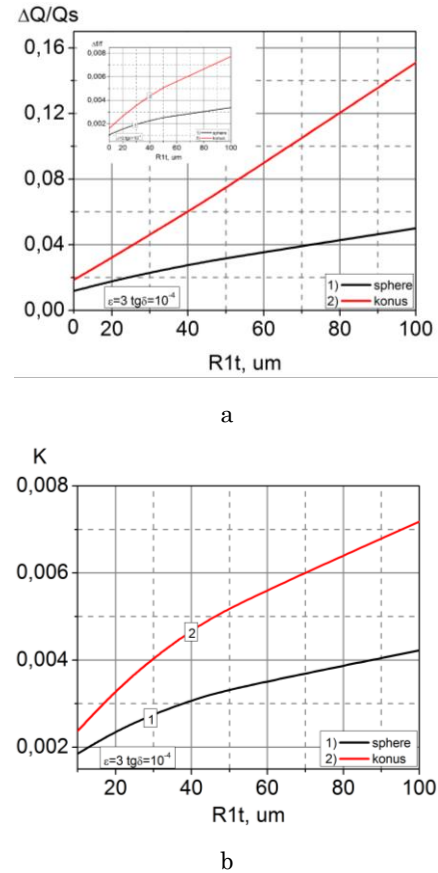 ΔQ/Qs
0,16
0,12
0,08
0,04
0,00
Δf/f
0,008
0,006
0,004
0,002
0 20 40 60 80 100
R1t, um
sphere
konus
ε=3 tgδ=10⁻⁴
1) sphere
2) konus
0 20 40 60 80 100
R1t, um
a
K
0,008
0,006
0,004
0,002
1
2
ε=3 tgδ=10⁻⁴
1) sphere
2) konus
20 40 60 80 100
R1t, um
b